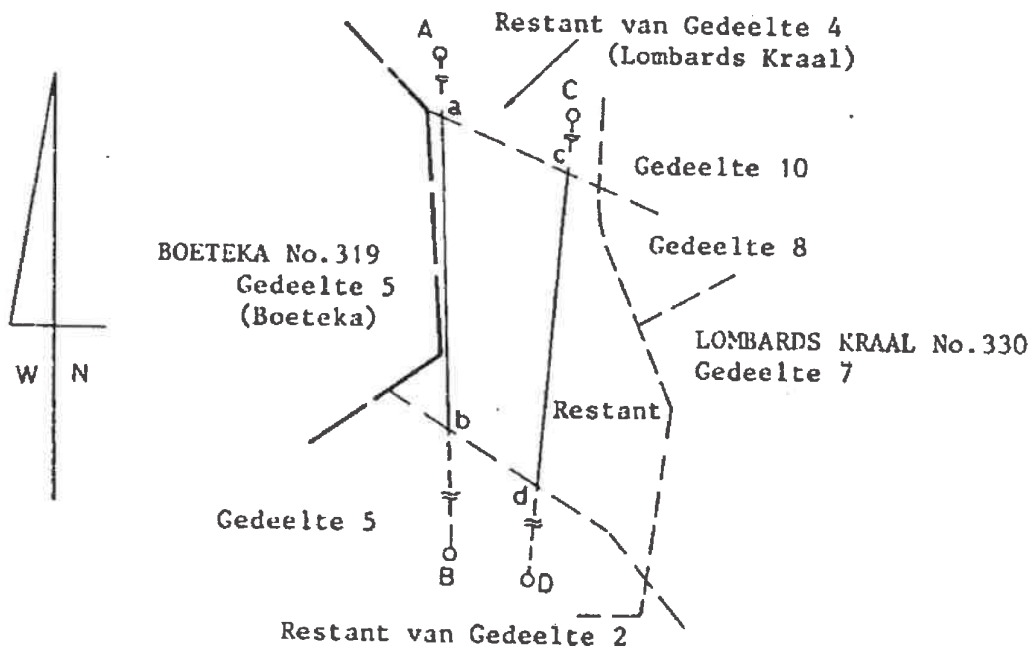 A
Restant van Gedeelte 4
(Lombards Kraal)
C
a
c
Gedeelte 10
Gedeelte 8
BOETEKA No.319
Gedeelte 5
(Boeteka)
LOMBARDS KRAAL No.330
Gedeelte 7
W N
Restant
b
d
Gedeelte 5
B
D
Restant van Gedeelte 2